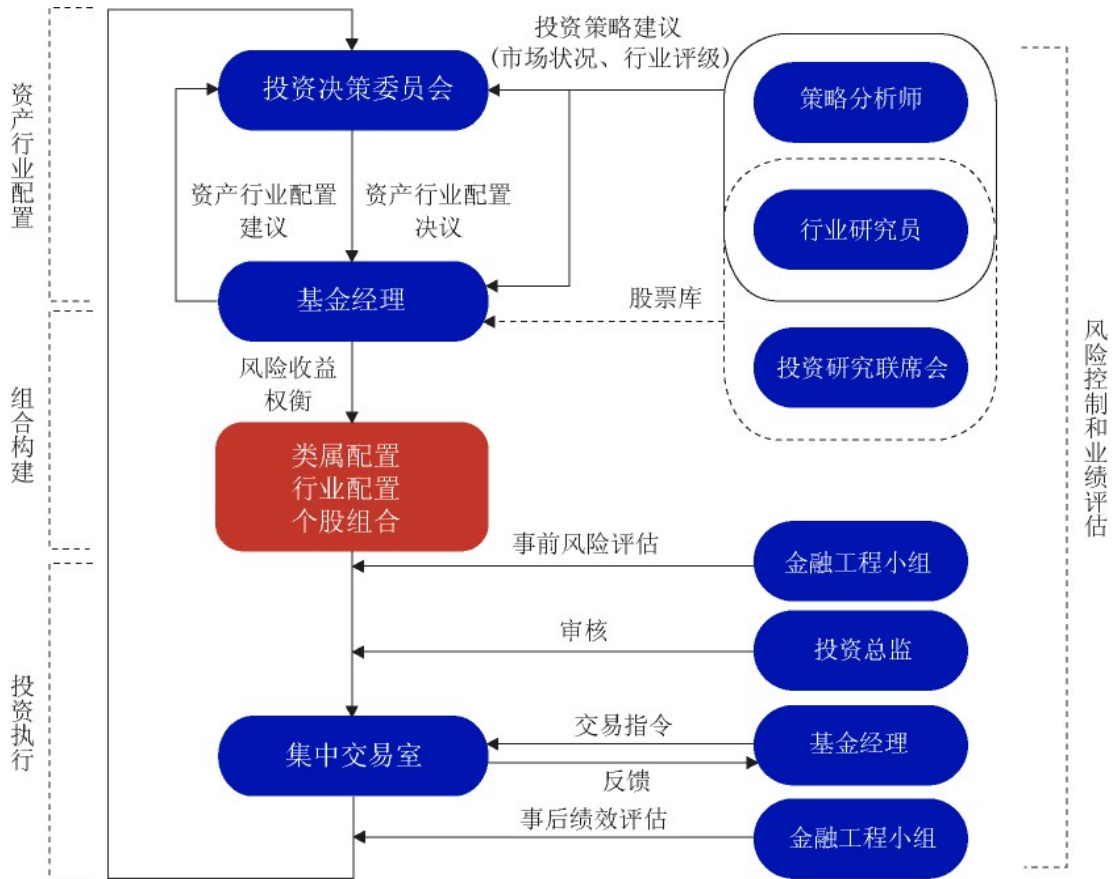 投资策略建议
(市场状况、行业评级)
投资决策委员会
策略分析师
资产行业配置
资产行业配置
建议
资产行业配置
决议
行业研究员
基金经理
股票库
投资研究联席会
风险收益
权衡
组合构建
类属配置
行业配置
个股组合
风险控制和业绩评估
事前风险评估
金融工程小组
审核
投资总监
投资执行
集中交易室
交易指令
反馈
基金经理
事后绩效评估
金融工程小组